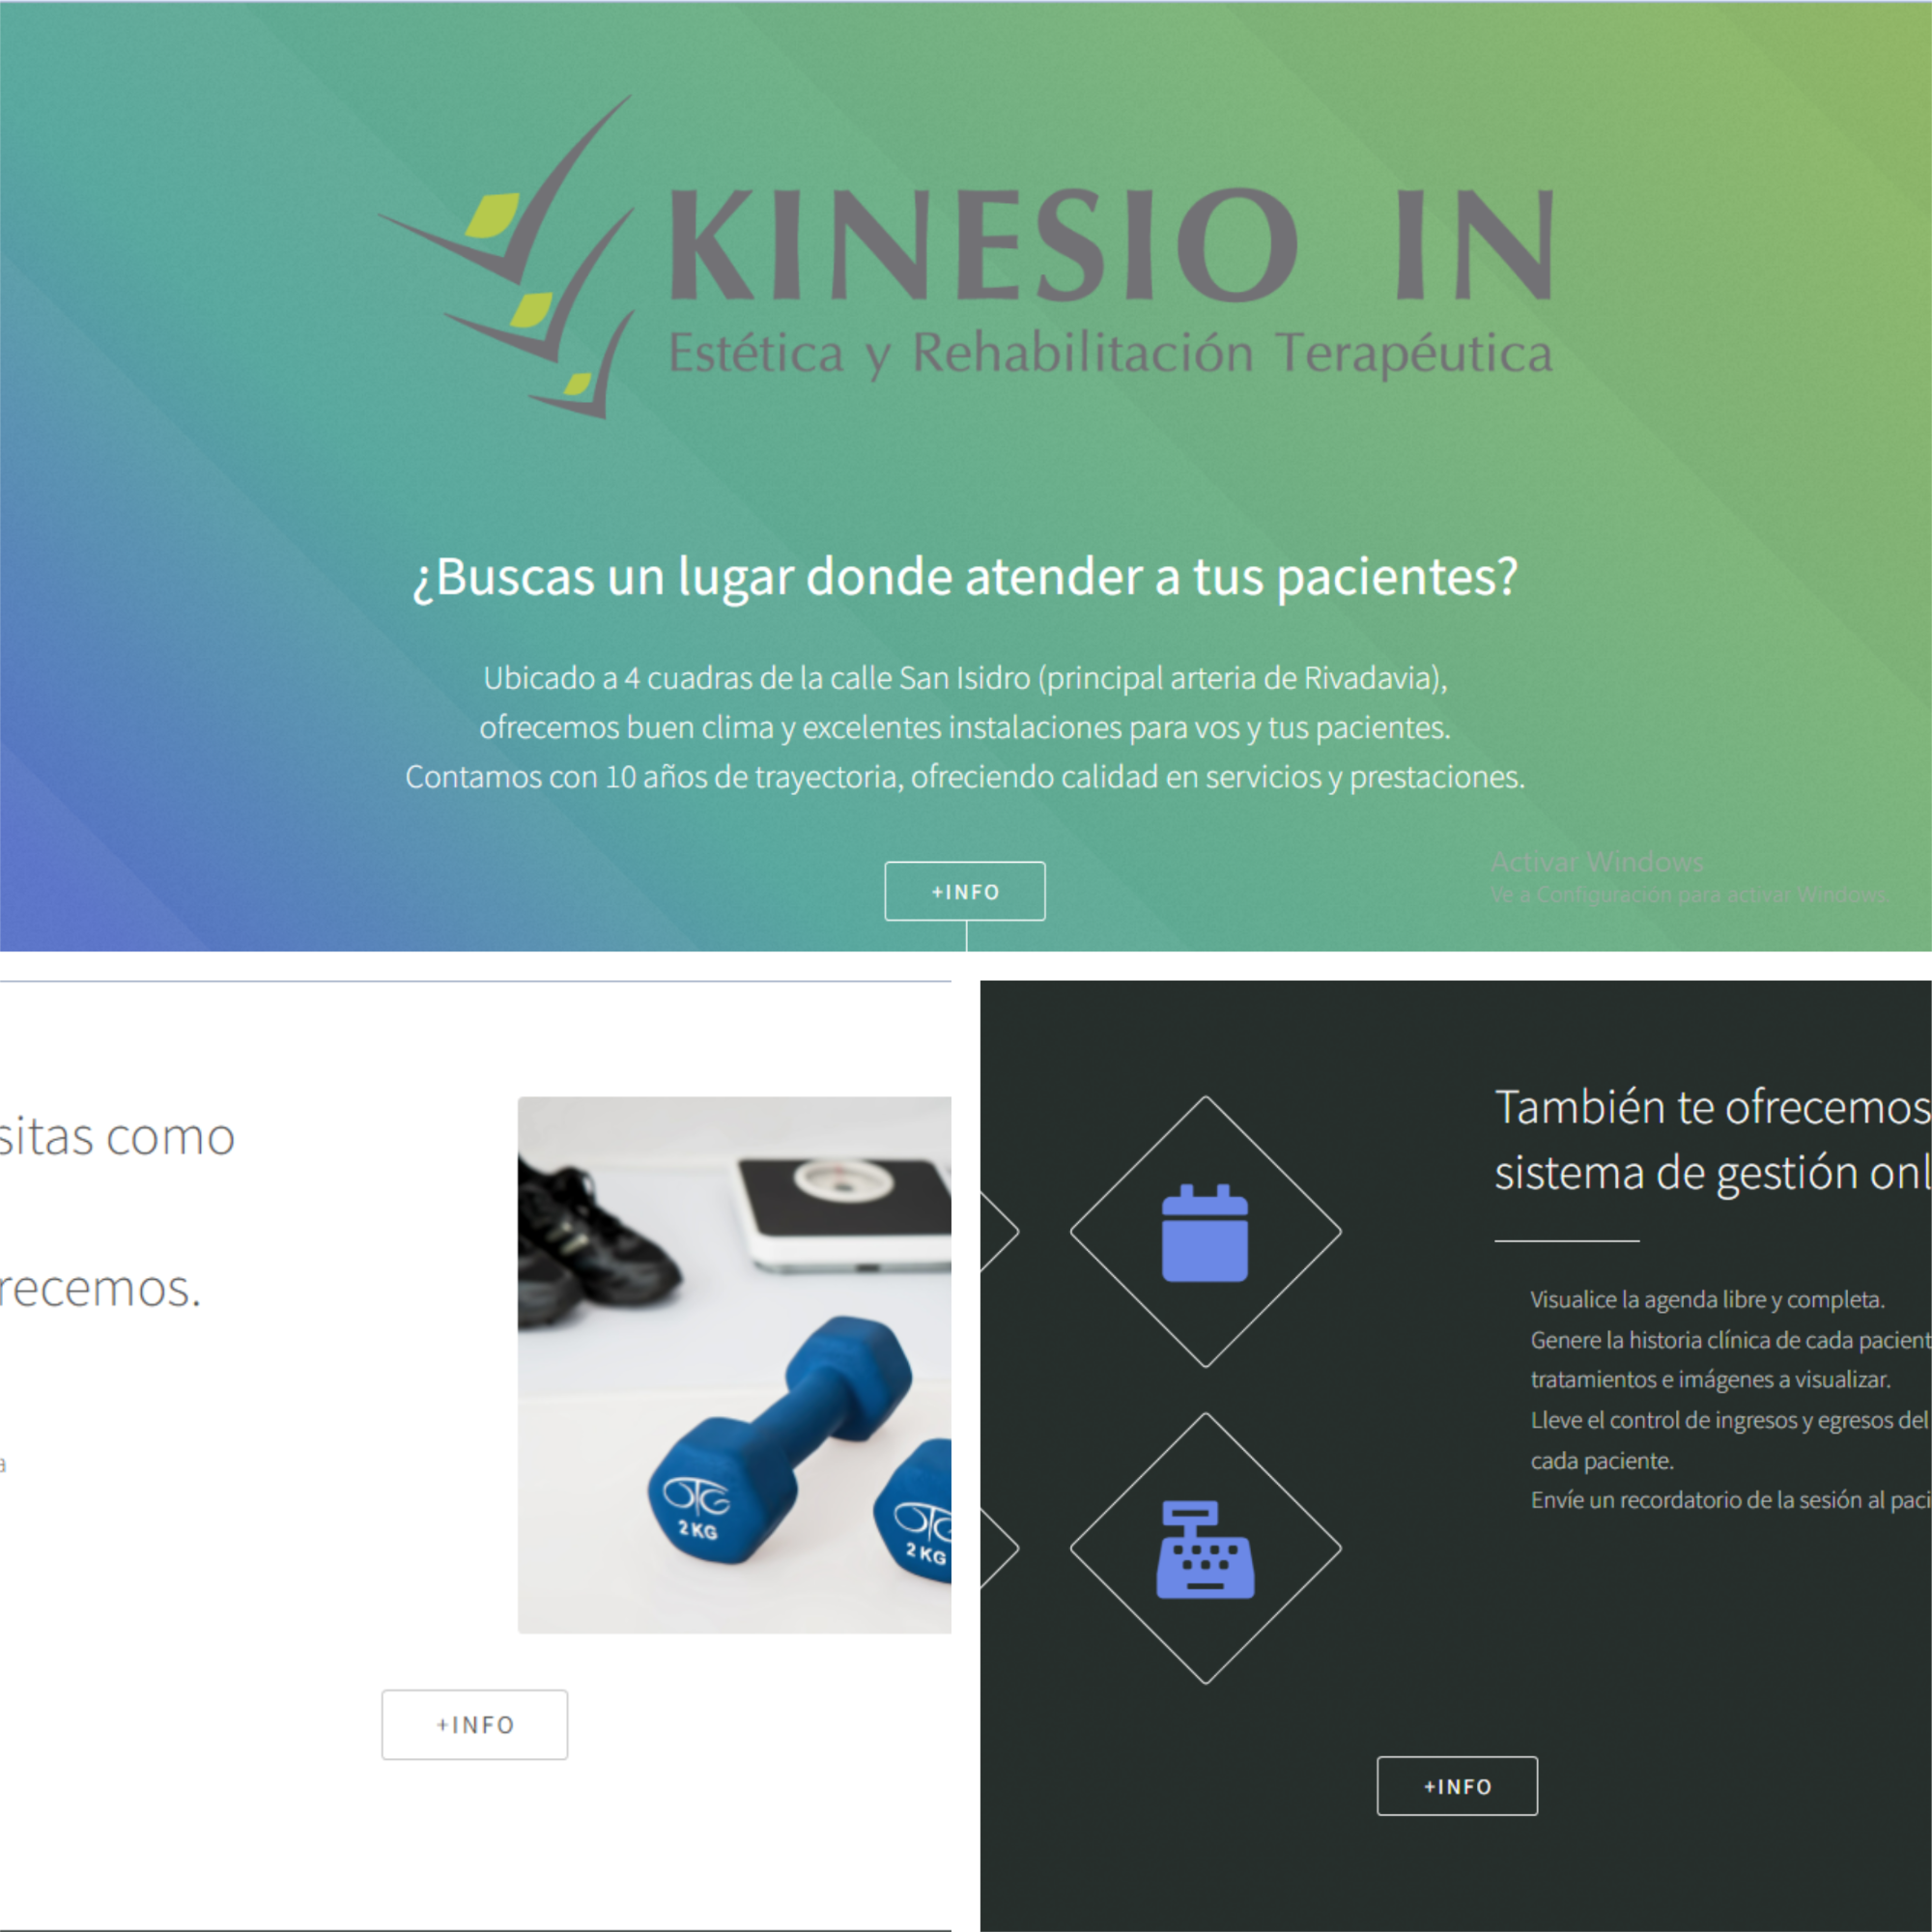 KINESIO IN
Estética y Rehabilitación Terapéutica
¿Buscas un lugar donde atender a tus pacientes?
Ubicado a 4 cuadras de la calle San Isidro (principal arteria de Rivadavia),
ofrecemos buen clima y excelentes instalaciones para vos y tus pacientes.
Contamos con 10 años de trayectoria, ofreciendo calidad en servicios y prestaciones.
+INFO
Activar Windows
Ve a Configuración para activar Windows.
sitas como
recemos.
a
OTG
2 KG
OTG
2 KG
+INFO
También te ofrecemos
sistema de gestión onl
Visualice la agenda libre y completa.
Genere la historia clínica de cada pacient
tratamientos e imágenes a visualizar.
Lleve el control de ingresos y egresos del
cada paciente.
Envíe un recordatorio de la sesión al paci
+INFO